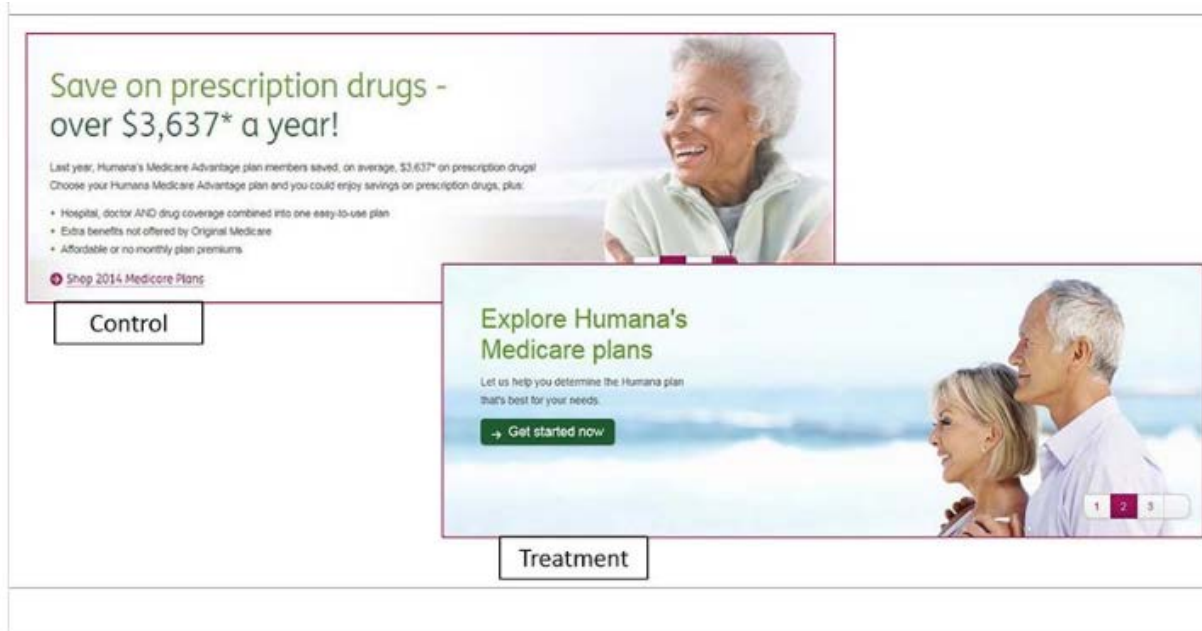 Save on prescription drugs -
over $3,637* a year!
Last year, Humana's Medicare Advantage plan members saved, on average, $3,637* on prescription drugs!
Choose your Humana Medicare Advantage plan and you could enjoy savings on prescription drugs, plus:
• Hospital, doctor AND drug coverage combined into one easy-to-use plan
• Extra benefits not offered by Original Medicare
• Affordable or no monthly plan premiums
Shop 2014 Medicare Plans
Control
Explore Humana's
Medicare plans
Let us help you determine the Humana plan
that's best for your needs.
Get started now
1 2 3
Treatment